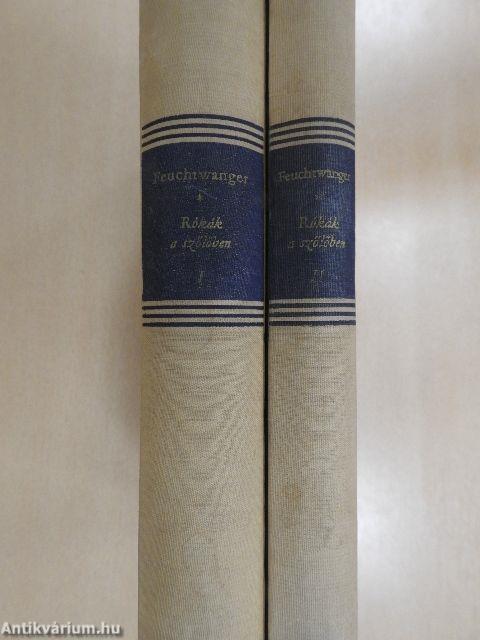 Feuchtwanger
*
Rókák
a szőlőben
I
Feuchtwanger
**
Rókák
a szőlőben
II
Antikvárium.hu